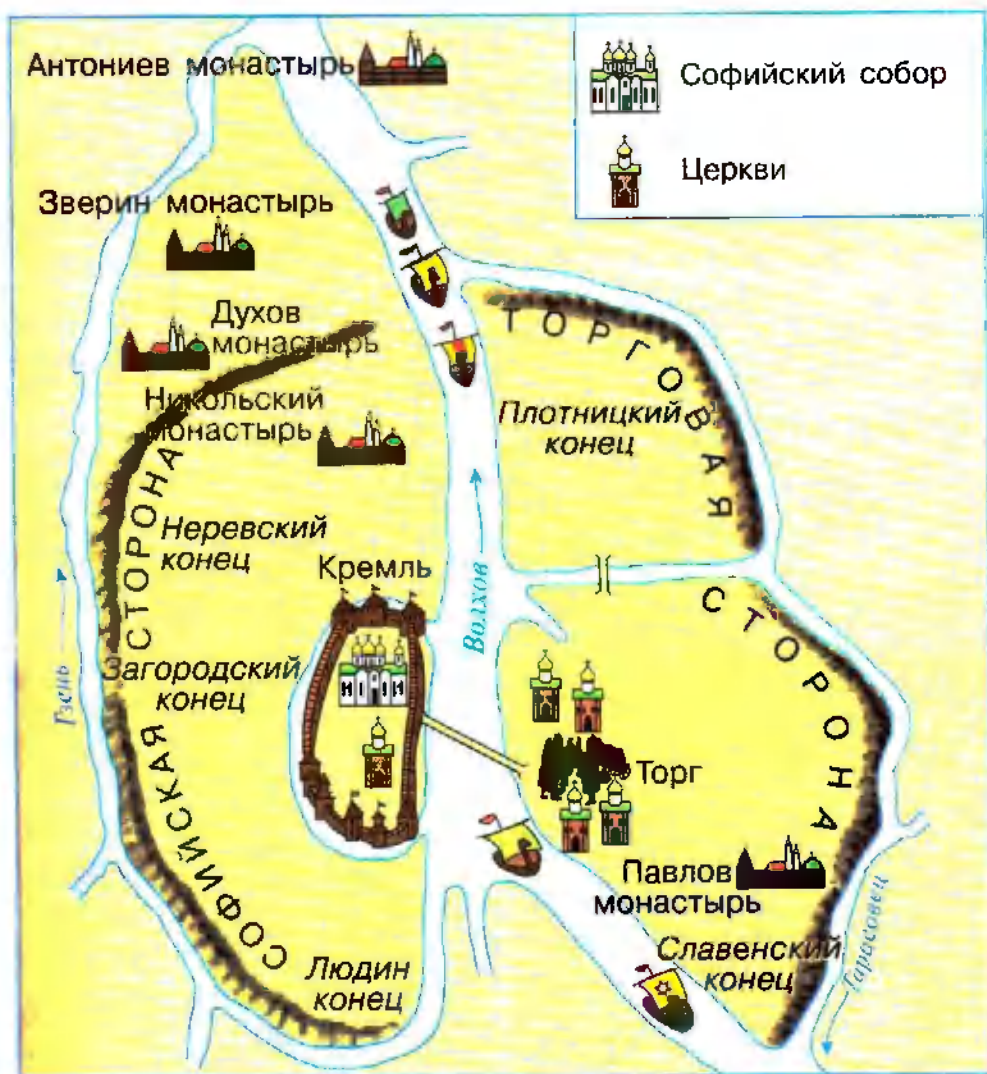 Антониев монастырь
Софийский собор
Церкви
Зверин монастырь
Духов
монастырь
Никольский
монастырь
ТОРГОВАЯ
Плотницкий
конец
Неревский
конец
Кремль
Волхов
СТОРОНА
Загородский
конец
Гзень
СОФИЙСКАЯ СТОРОНА
Торг
Павлов
монастырь
Славенский
конец
Людин
конец
Тарасовец